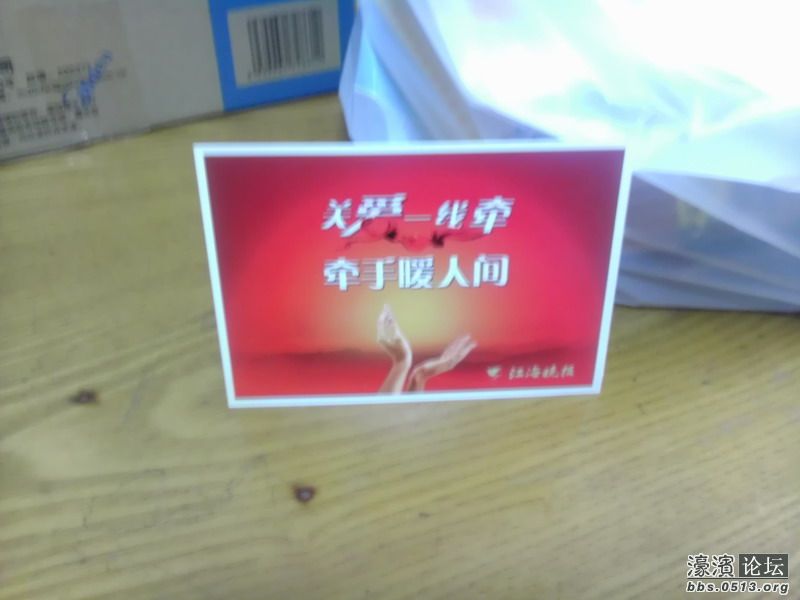 关爱一线牵
牵手暖人间
江海晚报
濠濱论坛
bbs.0513.org